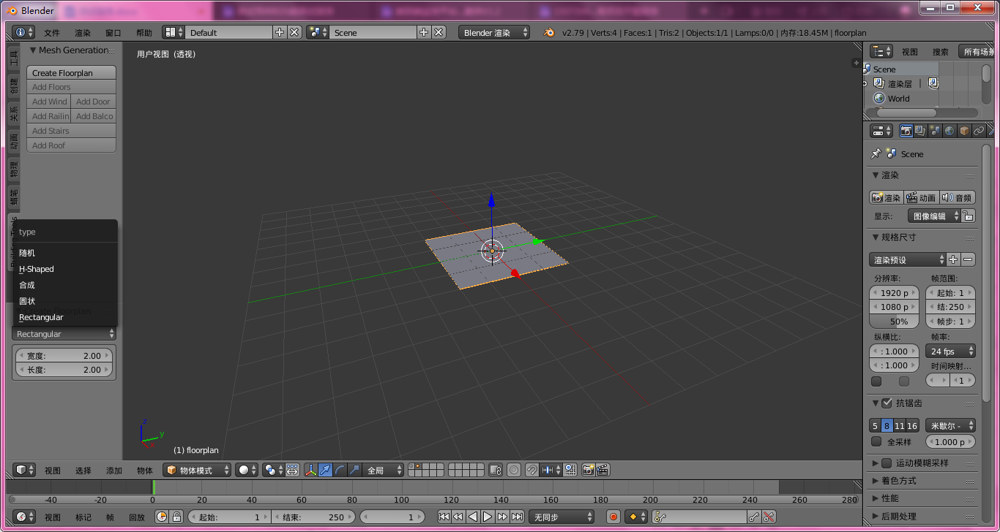 Blender
文件 渲染 窗口 帮助 Default Scene Blender 渲染 v2.79 | Verts:4 | Faces:1 | Tris:2 | Objects:1/1 | Lamps:0/0 | 内存:18.45M | floorplan
工具
创建
关系
动画
物理
蜡笔
Mesh Generation
Create Floorplan
Add Floors
Add Wind Add Door
Add Railin Add Balco
Add Stairs
Add Roof
type
随机
H-Shaped
合成
圆状
Rectangular
Rectangular
宽度: 2.00
长度: 2.00
用户视图 (透视)
z
y
(1) floorplan
视图 选择 添加 物体 物体模式 全局
-40 -20 0 20 40 60 80 100 120 140 160 180 200 220 240 260 280
视图 标记 帧 回放 起始: 1 结束: 250 1 无同步
视图 搜索 所有场景
Scene
渲染层 |
World
Scene
渲染
渲染 动画 音频
显示: 图像编辑
规格尺寸
渲染预设
分辨率: 帧范围:
1920 p 起始: 1
1080 p 结:250
50% 帧步: 1
纵横比: 帧率:
: 1.000 24 fps
: 1.000 时间映射...
1
抗锯齿
5 8 11 16 米歇尔 -
全采样 1.000 p
运动模糊采样
着色方式
性能
后期处理